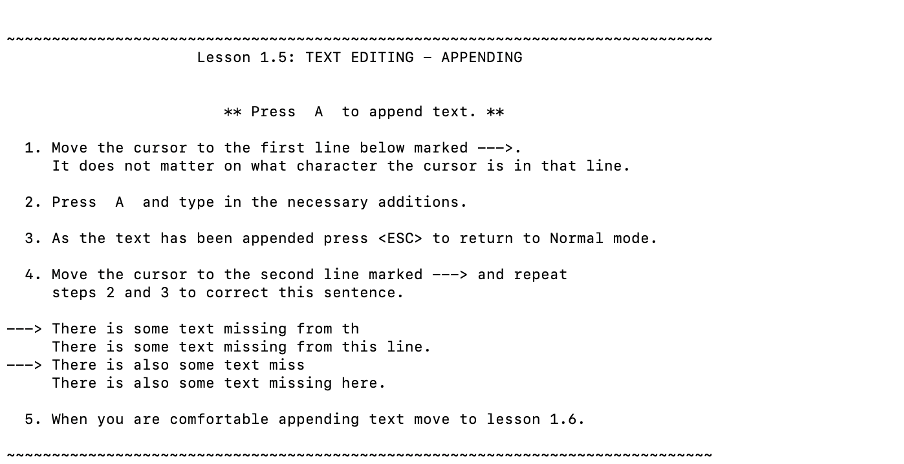 ~~~~~~~~~~~~~~~~~~~~~~~~~~~~~~~~~~~~~~~~~~~~~~~~~~~~~~~~~~~~~~~~~~~~~~~~~~~~~~
Lesson 1.5: TEXT EDITING - APPENDING
** Press  A  to append text. **
1. Move the cursor to the first line below marked --->.
It does not matter on what character the cursor is in that line.
2. Press  A  and type in the necessary additions.
3. As the text has been appended press <ESC> to return to Normal mode.
4. Move the cursor to the second line marked ---> and repeat
steps 2 and 3 to correct this sentence.
---> There is some text missing from th
There is some text missing from this line.
---> There is also some text miss
There is also some text missing here.
5. When you are comfortable appending text move to lesson 1.6.
~~~~~~~~~~~~~~~~~~~~~~~~~~~~~~~~~~~~~~~~~~~~~~~~~~~~~~~~~~~~~~~~~~~~~~~~~~~~~~